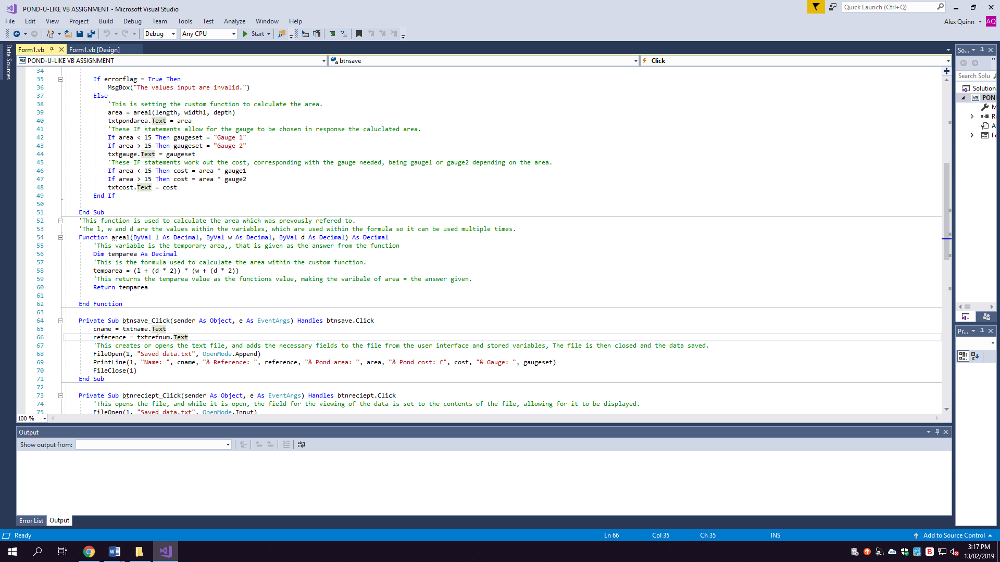 POND-U-LIKE VB ASSIGNMENT - Microsoft Visual Studio
Quick Launch (Ctrl+Q)
File Edit View Project Build Debug Team Tools Test Analyze Window Help
Alex Quinn AQ
Debug Any CPU Start
Data Sources
Form1.vb Form1.vb [Design]
So...
VB POND-U-LIKE VB ASSIGNMENT btnsave Click
Search Solu
Solution
VB PON
34
35 If errorflag = True Then
36 MsgBox("The values input are invalid.")
37 Else
38 'This is setting the custom function to calculate the area.
39 area = area1(length, width1, depth)
40 txtpondarea.Text = area
41 'These IF statements allow for the gauge to be chosen in response the caluclated area.
42 If area < 15 Then gaugeset = "Gauge 1"
43 If area > 15 Then gaugeset = "Gauge 2"
44 txtgauge.Text = gaugeset
45 'These IF statements work out the cost, corresponding with the gauge needed, being gauge1 or gauge2 depending on the area.
46 If area < 15 Then cost = area * gauge1
47 If area > 15 Then cost = area * gauge2
48 txtcost.Text = cost
49 End If
50
51 End Sub
52 'This function is used to calculate the area which was prevously refered to.
53 'The l, w and d are the values within the variables, which are used within the formula so it can be used multiple times.
54 Function area1(ByVal l As Decimal, ByVal w As Decimal, ByVal d As Decimal) As Decimal
55 'This variable is the temporary area,, that is given as the answer from the function
56 Dim temparea As Decimal
57 'This is the formula used to calculate the area within the custom function.
58 temparea = (l + (d * 2)) * (w + (d * 2))
59 'This returns the temparea value as the functions value, making the varibale of area = the answer given.
60 Return temparea
61
62 End Function
63
64 Private Sub btnsave_Click(sender As Object, e As EventArgs) Handles btnsave.Click
65 cname = txtname.Text
66 reference = txtrefnum.Text
67 'This creates or opens the text file, and adds the necessary fields to the file from the user interface and stored variables, The file is then closed and the data saved.
68 FileOpen(1, "Saved data.txt", OpenMode.Append)
69 PrintLine(1, "Name: ", cname, "& Reference: ", reference, "& Pond area: ", area, "& Pond cost: £", cost, "& Gauge: ", gaugeset)
70 FileClose(1)
71 End Sub
72
73 Private Sub btnreciept_Click(sender As Object, e As EventArgs) Handles btnreciept.Click
74 'This opens the file, and while it is open, the field for the viewing of the data is set to the contents of the file, allowing for it to be displayed.
75 FileOpen(1, "Saved data.txt", OpenMode.Input)
100 %
Pr...
Output
Show output from:
Error List Output
Ready Ln 66 Col 35 Ch 35 INS Add to Source Control
3:17 PM
13/02/2019